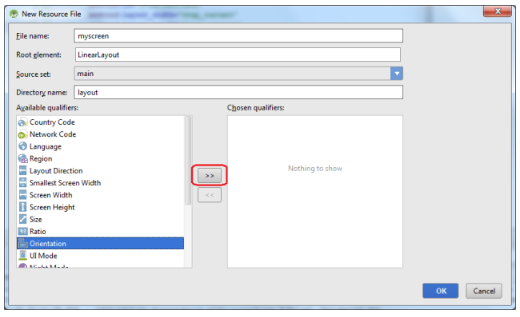 New Resource File
File name:
myscreen
Root element:
LinearLayout
Source set:
main
Directory name:
layout
Available qualifiers:
Chosen qualifiers:
Country Code
Network Code
Language
Region
Layout Direction
Smallest Screen Width
Screen Width
Screen Height
Size
Ratio
Orientation
UI Mode
Night Mode
>>
<<
Nothing to show
OK
Cancel